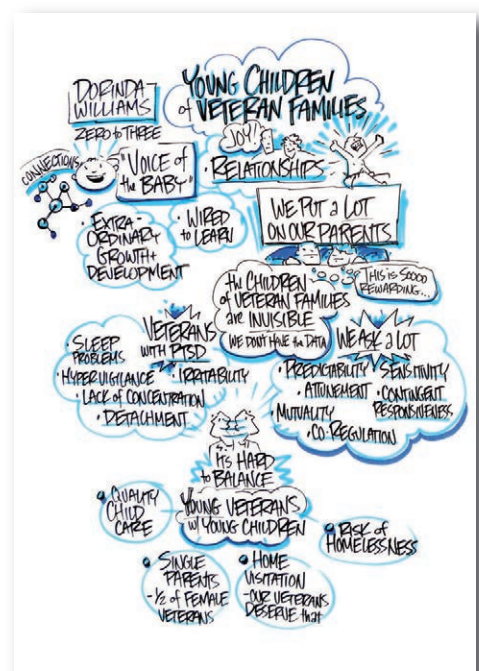 DORINDA
WILLIAMS
ZERO to THREE
YOUNG CHILDREN
of VETERAN FAMILIES
CONNECTIONS
"VOICE of
the BABY"
JOY!
• RELATIONSHIPS
WE PUT a LOT
ON OUR PARENTS
• EXTRA-
ORDINARY
GROWTH +
DEVELOPMENT
• WIRED
to LEARN
THIS IS SOOO
REWARDING...
the CHILDREN
of VETERAN FAMILIES
are INVISIBLE
WE DON'T HAVE the DATA
VETERANS
WITH PTSD
• SLEEP
PROBLEMS
• HYPERVIGILANCE
• IRRITABILITY
• LACK of CONCENTRATION
• DETACHMENT
WE ASK a LOT
• PREDICTABILITY
• SENSITIVITY
• ATTUNEMENT
• CONTINGENT
RESPONSIVENESS
• MUTUALITY
• CO-REGULATION
ITS HARD
to BALANCE
YOUNG VETERANS
W/ YOUNG CHILDREN
• QUALITY
CHILD
CARE
• RISK of
HOMELESSNESS
• SINGLE
PARENTS
-1/2 of FEMALE
VETERANS
• HOME
VISITATION
-OUR VETERANS
DESERVE that